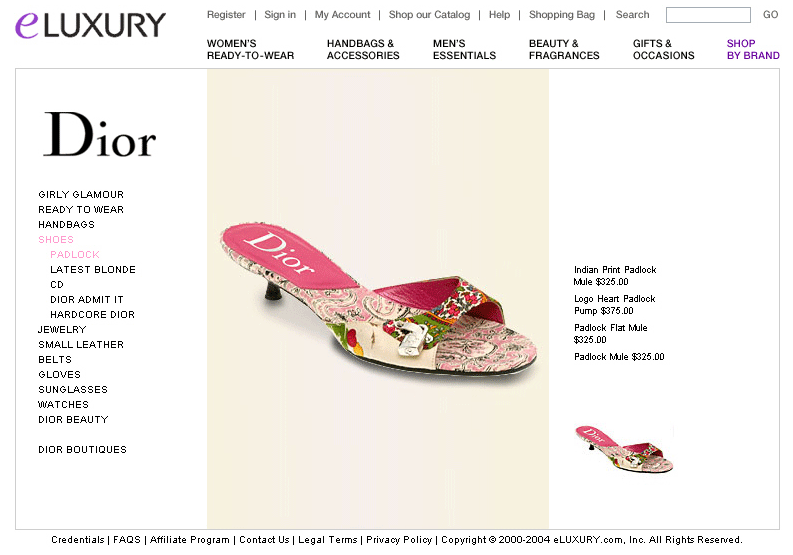 eLUXURY
Register | Sign in | My Account | Shop our Catalog | Help | Shopping Bag | Search GO
WOMEN'S
READY-TO-WEAR
HANDBAGS &
ACCESSORIES
MEN'S
ESSENTIALS
BEAUTY &
FRAGRANCES
GIFTS &
OCCASIONS
SHOP
BY BRAND
Dior
GIRLY GLAMOUR
READY TO WEAR
HANDBAGS
SHOES
PADLOCK
LATEST BLONDE
CD
DIOR ADMIT IT
HARDCORE DIOR
JEWELRY
SMALL LEATHER
BELTS
GLOVES
SUNGLASSES
WATCHES
DIOR BEAUTY
DIOR BOUTIQUES
Dior
Indian Print Padlock
Mule $325.00
Logo Heart Padlock
Pump $375.00
Padlock Flat Mule
$325.00
Padlock Mule $325.00
Dior
Credentials | FAQS | Affiliate Program | Contact Us | Legal Terms | Privacy Policy | Copyright © 2000-2004 eLUXURY.com, Inc. All Rights Reserved.